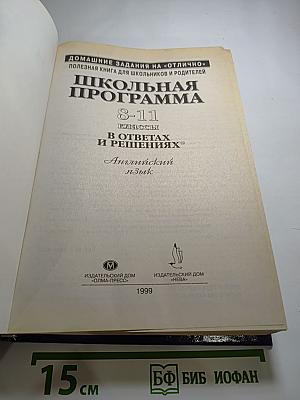 ДОМАШНИЕ ЗАДАНИЯ НА «ОТЛИЧНО»
ПОЛЕЗНАЯ КНИГА ДЛЯ ШКОЛЬНИКОВ И РОДИТЕЛЕЙ
ШКОЛЬНАЯ
ПРОГРАММА
8-11
КЛАССЫ
В ОТВЕТАХ
И РЕШЕНИЯХ®
Английский
язык
ИЗДАТЕЛЬСКИЙ ДОМ
«ОЛМА-ПРЕСС»
ИЗДАТЕЛЬСКИЙ ДОМ
«НЕВА»
1999
15 СМ
БФ БИБ ИОФАН